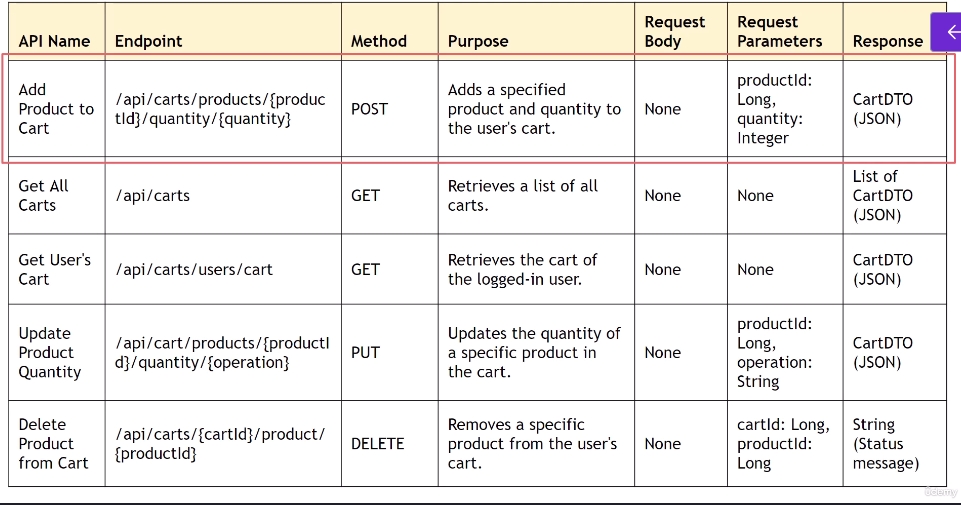 API Name Endpoint Method Purpose Request Body Request Parameters Response
Add Product to Cart /api/carts/products/{productId}/quantity/{quantity} POST Adds a specified product and quantity to the user's cart. None productId: Long, quantity: Integer CartDTO (JSON)
Get All Carts /api/carts GET Retrieves a list of all carts. None None List of CartDTO (JSON)
Get User's Cart /api/carts/users/cart GET Retrieves the cart of the logged-in user. None None CartDTO (JSON)
Update Product Quantity /api/cart/products/{productId}/quantity/{operation} PUT Updates the quantity of a specific product in the cart. None productId: Long, operation: String CartDTO (JSON)
Delete Product from Cart /api/carts/{cartId}/product/{productId} DELETE Removes a specific product from the user's cart. None cartId: Long, productId: Long String (Status message)
ûdemy